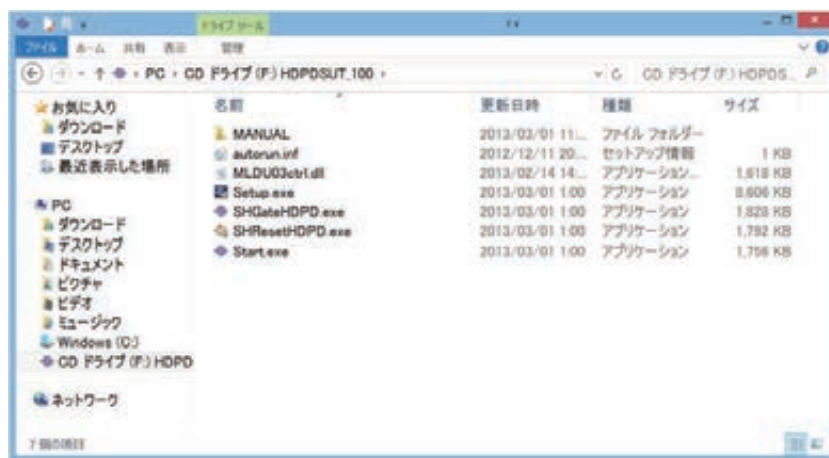 ドライブ ツール
ファイル ホーム 共有 表示 管理
PC › CD ドライブ (F:) HDPDSUT_100 ›
CD ドライブ (F:) HDPDS...
名前 更新日時 種類 サイズ
MANUAL 2013/03/01 11:... ファイル フォルダー
autorun.inf 2012/12/11 20:... セットアップ情報 1 KB
MLDU03ctrl.dll 2013/02/14 14:... アプリケーション... 1,618 KB
Setup.exe 2013/03/01 1:00 アプリケーション 8,606 KB
SHGateHDPD.exe 2013/03/01 1:00 アプリケーション 1,828 KB
SHResetHDPD.exe 2013/03/01 1:00 アプリケーション 1,792 KB
Start.exe 2013/03/01 1:00 アプリケーション 1,756 KB
お気に入り
ダウンロード
デスクトップ
最近表示した場所
PC
ダウンロード
デスクトップ
ドキュメント
ピクチャ
ビデオ
ミュージック
Windows (C:)
CD ドライブ (F:) HDPD
ネットワーク
7 個の項目